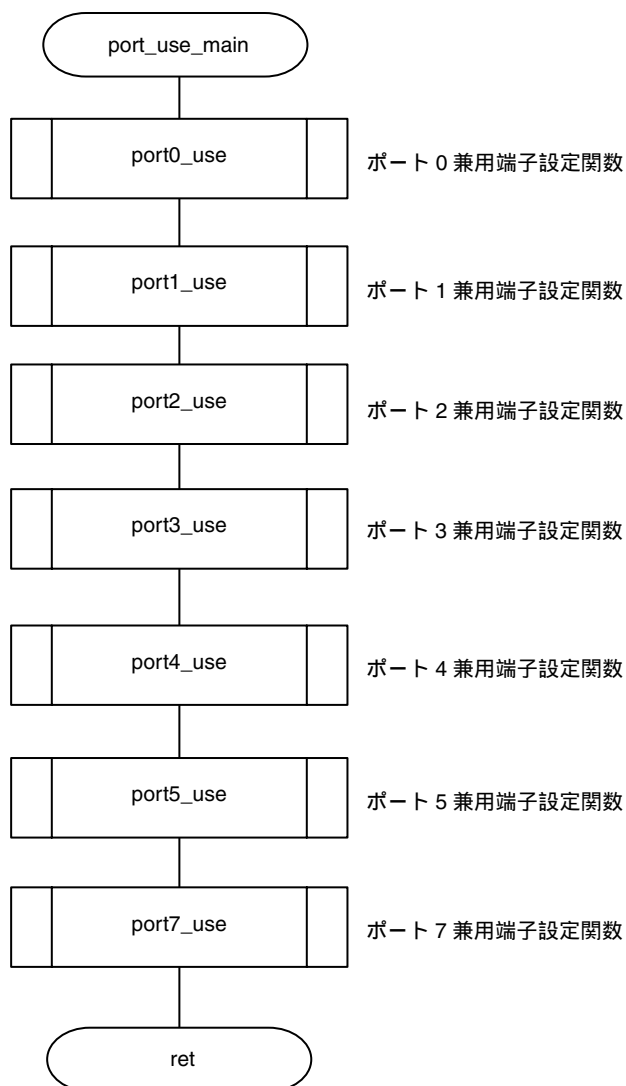 port_use_main
port0_use
ポート 0 兼用端子設定関数
port1_use
ポート 1 兼用端子設定関数
port2_use
ポート 2 兼用端子設定関数
port3_use
ポート 3 兼用端子設定関数
port4_use
ポート 4 兼用端子設定関数
port5_use
ポート 5 兼用端子設定関数
port7_use
ポート 7 兼用端子設定関数
ret